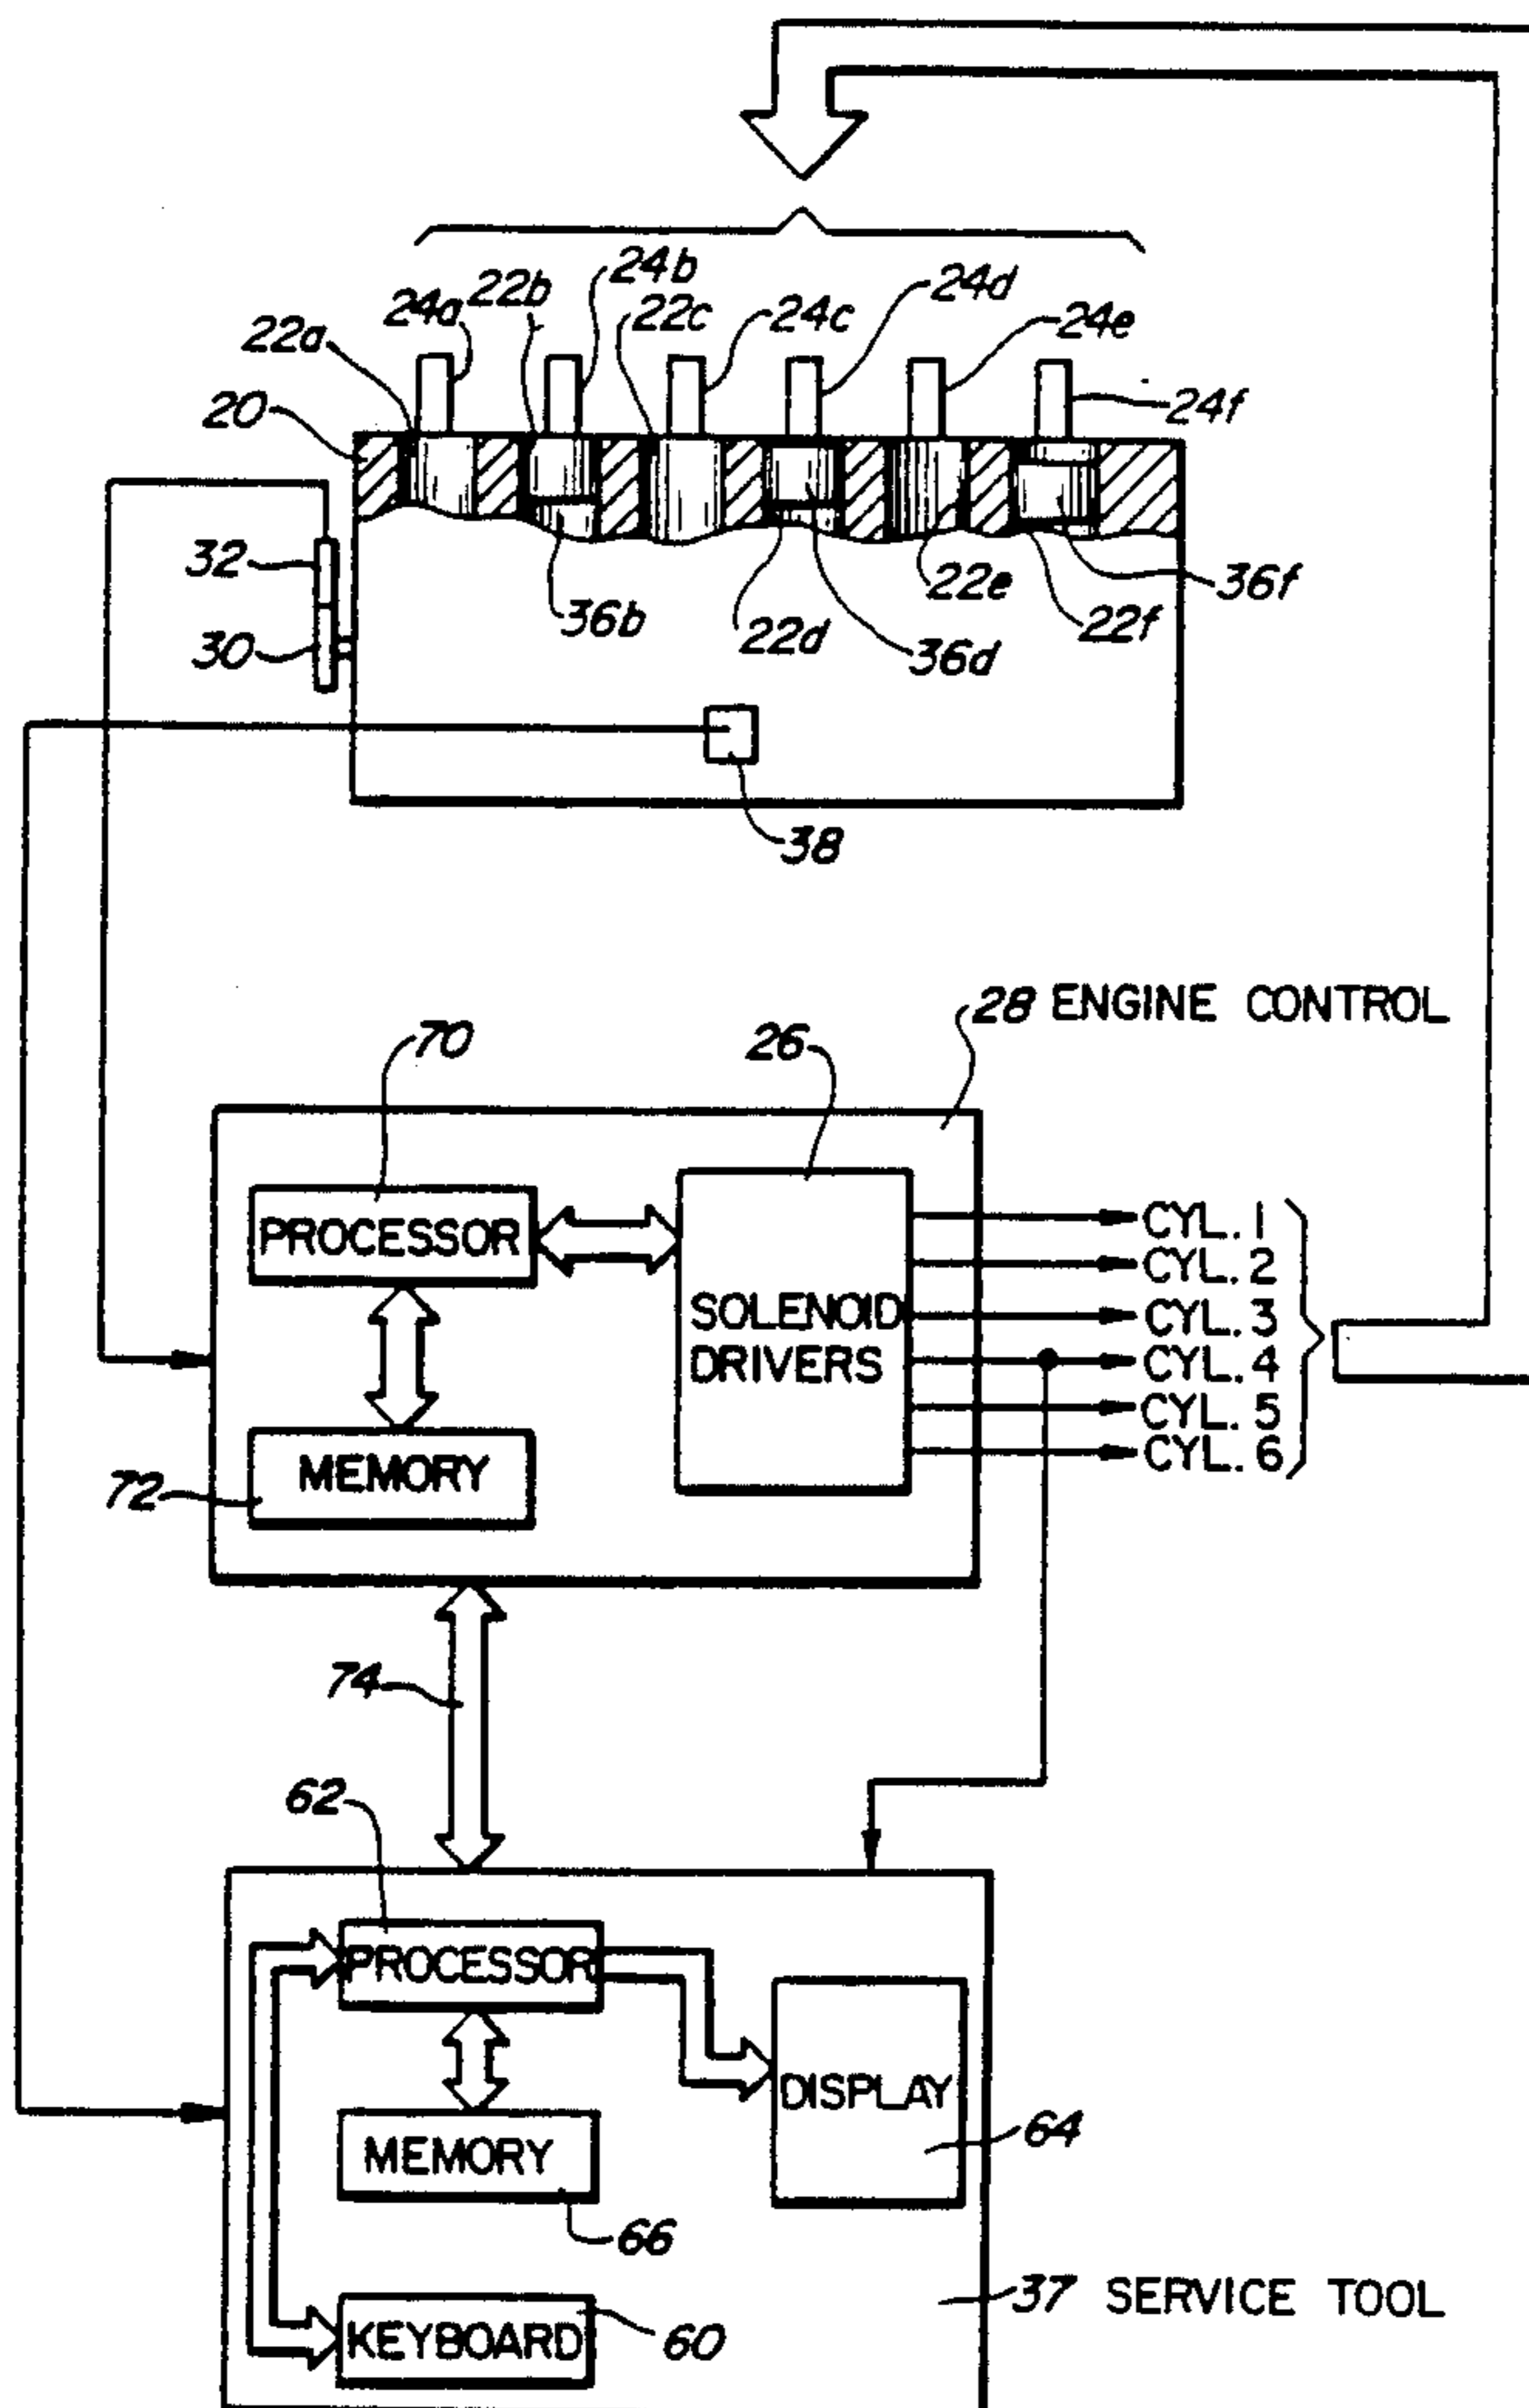 24b
24d
22b
24a
22c
24c
24e
22a
20
24f
32
36b
22e
36f
22d
22f
30
36d
38
28 ENGINE CONTROL
70
26
PROCESSOR
CYL. 1
CYL. 2
SOLENOID
DRIVERS
CYL. 3
CYL. 4
CYL. 5
CYL. 6
MEMORY
72
74
62
PROCESSOR
DISPLAY
64
MEMORY
66
37 SERVICE TOOL
KEYBOARD
60